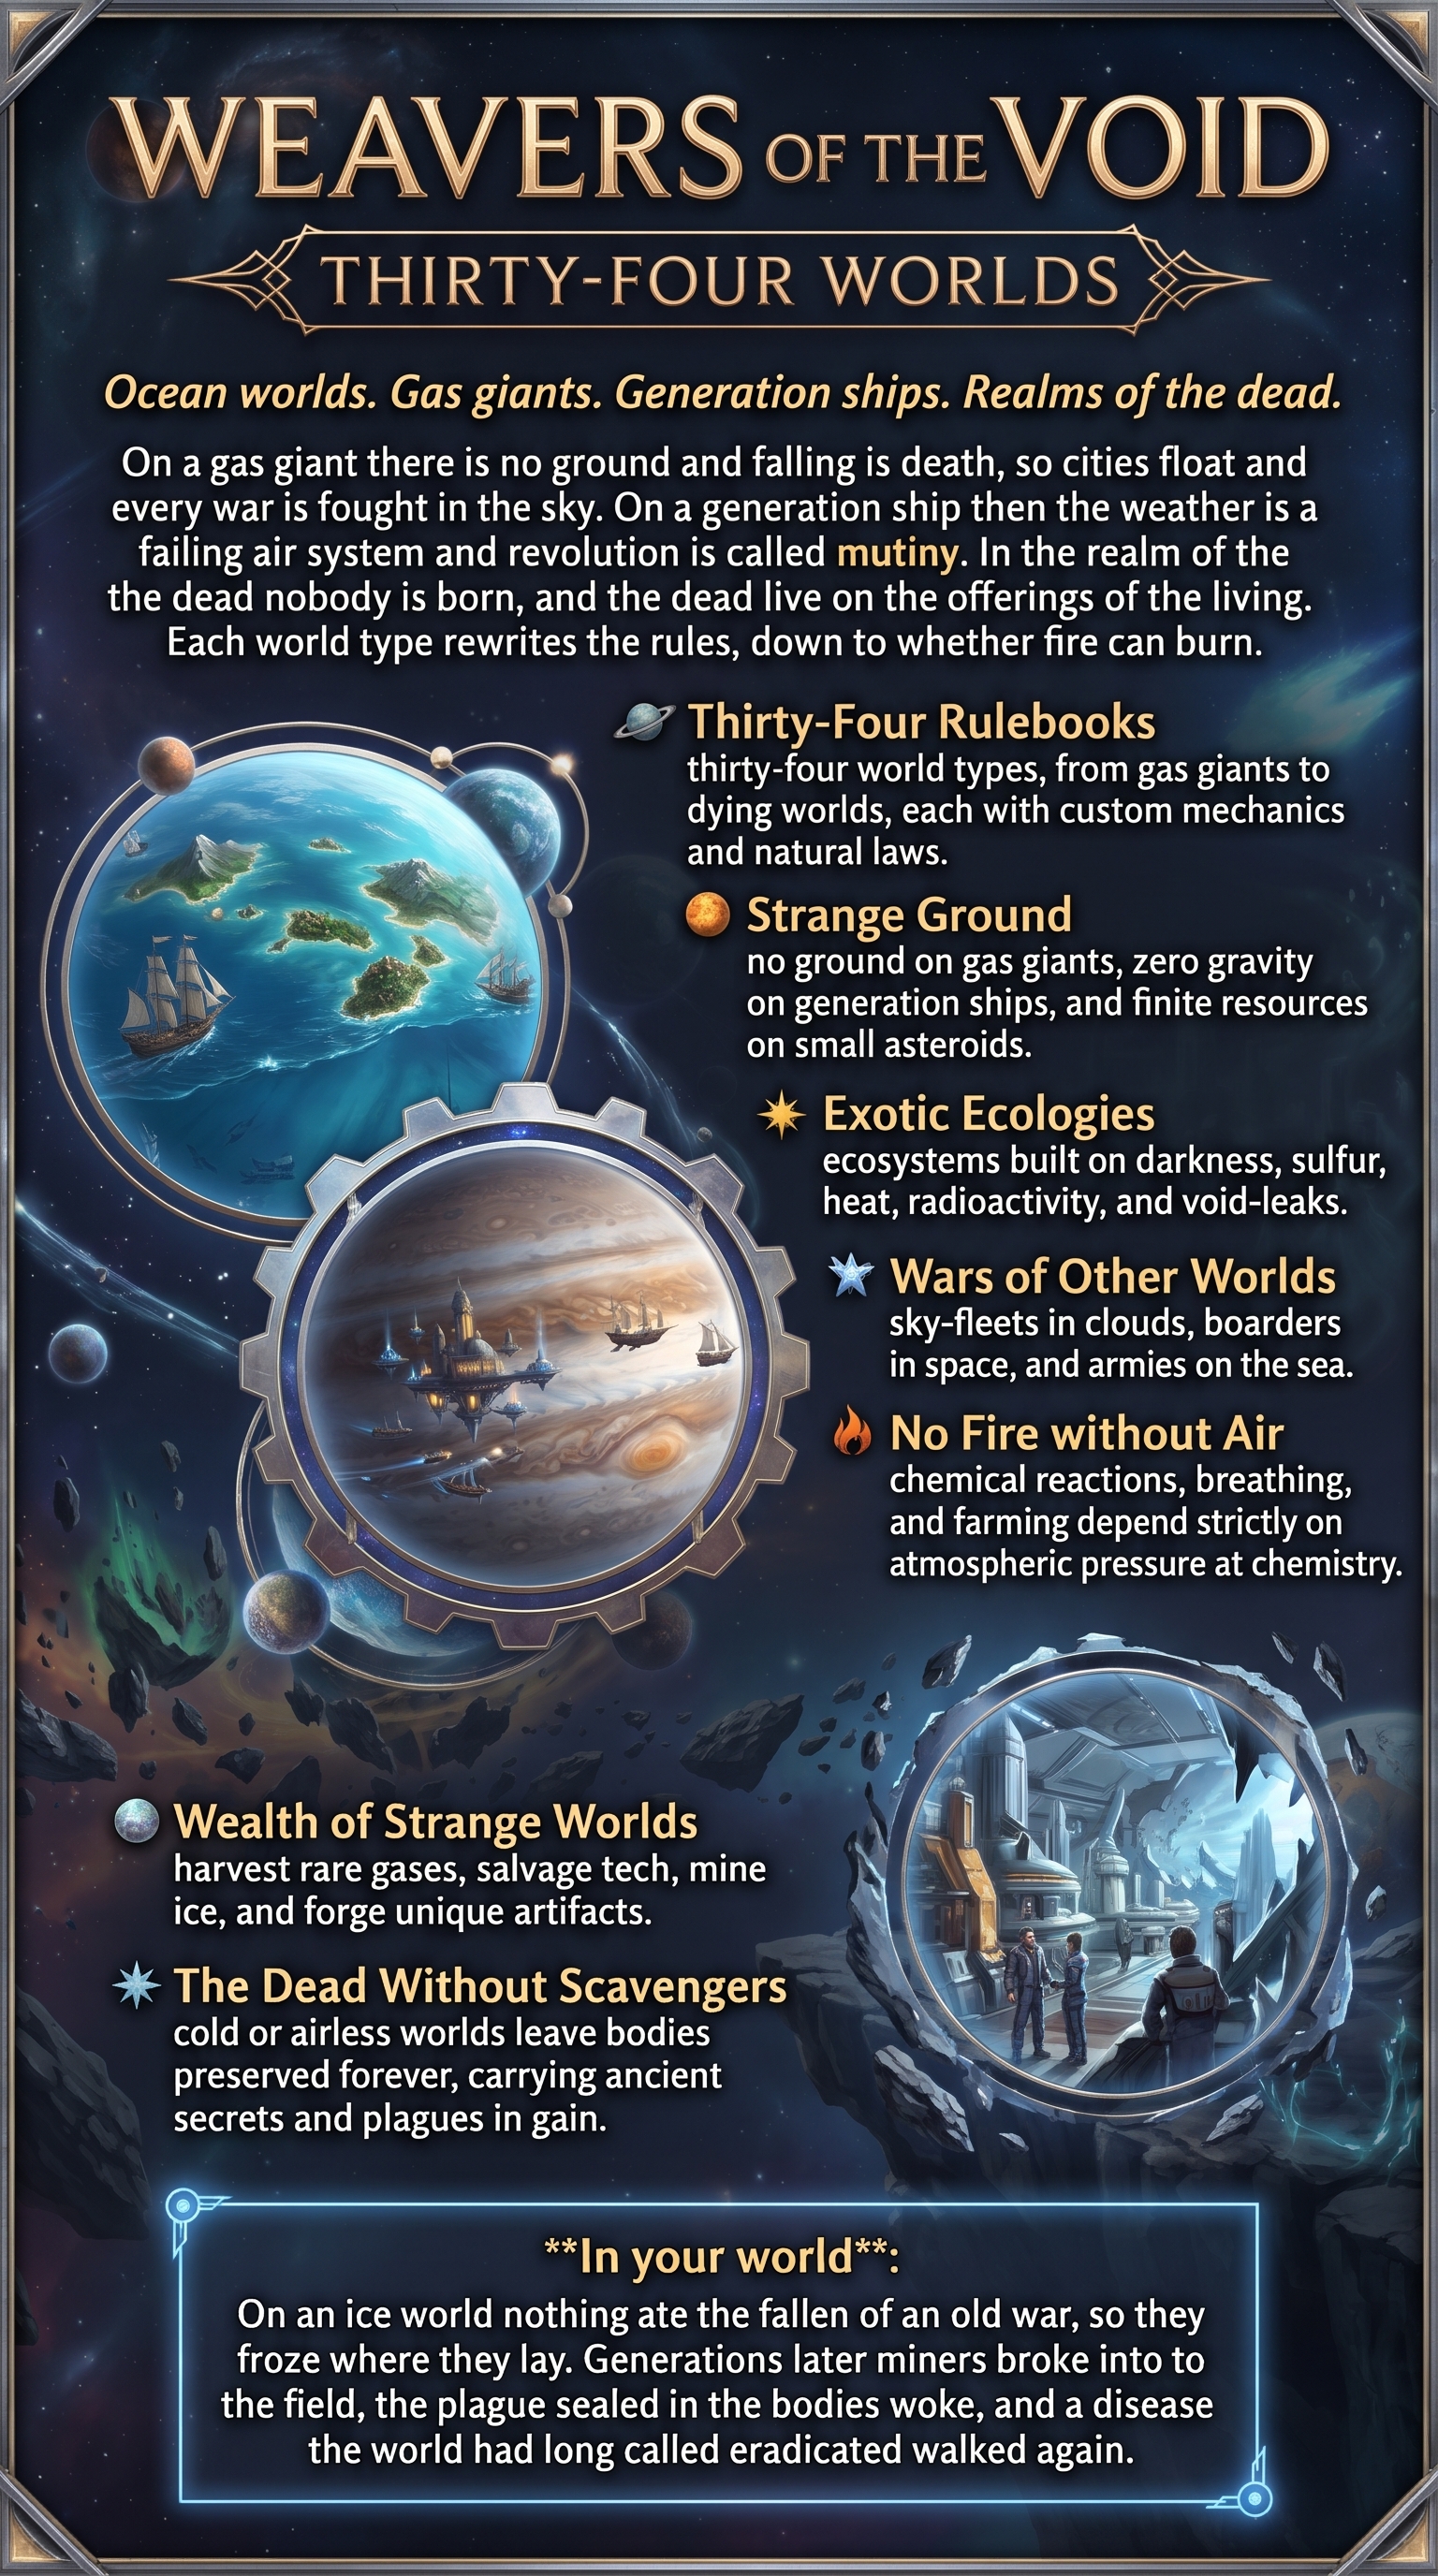 WEAVERS OF THE VOID
THIRTY-FOUR WORLDS
Ocean worlds. Gas giants. Generation ships. Realms of the dead.
On a gas giant there is no ground and falling is death, so cities float and
every war is fought in the sky. On a generation ship then the weather is a
failing air system and revolution is called mutiny. In the realm of the
the dead nobody is born, and the dead live on the offerings of the living.
Each world type rewrites the rules, down to whether fire can burn.
Thirty-Four Rulebooks
thirty-four world types, from gas giants to
dying worlds, each with custom mechanics
and natural laws.
Strange Ground
no ground on gas giants, zero gravity
on generation ships, and finite resources
on small asteroids.
Exotic Ecologies
ecosystems built on darkness, sulfur,
heat, radioactivity, and void-leaks.
Wars of Other Worlds
sky-fleets in clouds, boarders
in space, and armies on the sea.
No Fire without Air
chemical reactions, breathing,
and farming depend strictly on
atmospheric pressure at chemistry.
Wealth of Strange Worlds
harvest rare gases, salvage tech, mine
ice, and forge unique artifacts.
The Dead Without Scavengers
cold or airless worlds leave bodies
preserved forever, carrying ancient
secrets and plagues in gain.
**In your world**:
On an ice world nothing ate the fallen of an old war, so they
froze where they lay. Generations later miners broke into to
the field, the plague sealed in the bodies woke, and a disease
the world had long called eradicated walked again.